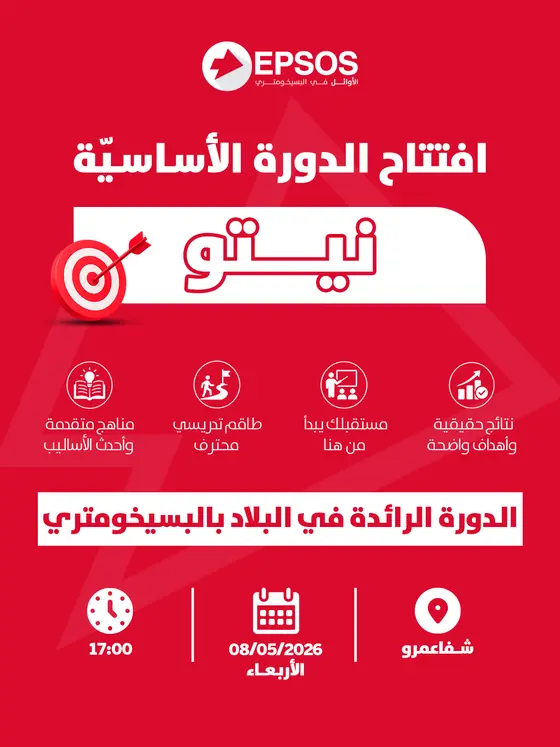 EPSOS
الأوائل في البسيخومتري
افتتاح الدورة الأساسيّة
نيتو
نتائج حقيقية
وأهداف واضحة
مستقبلك يبدأ
من هنا
طاقم تدريسي
محترف
مناهج متقدمة
وأحدث الأساليب
الدورة الرائدة في البلاد بالبسيخومتري
شفاعمرو
08/05/2026
الأربعاء
17:00